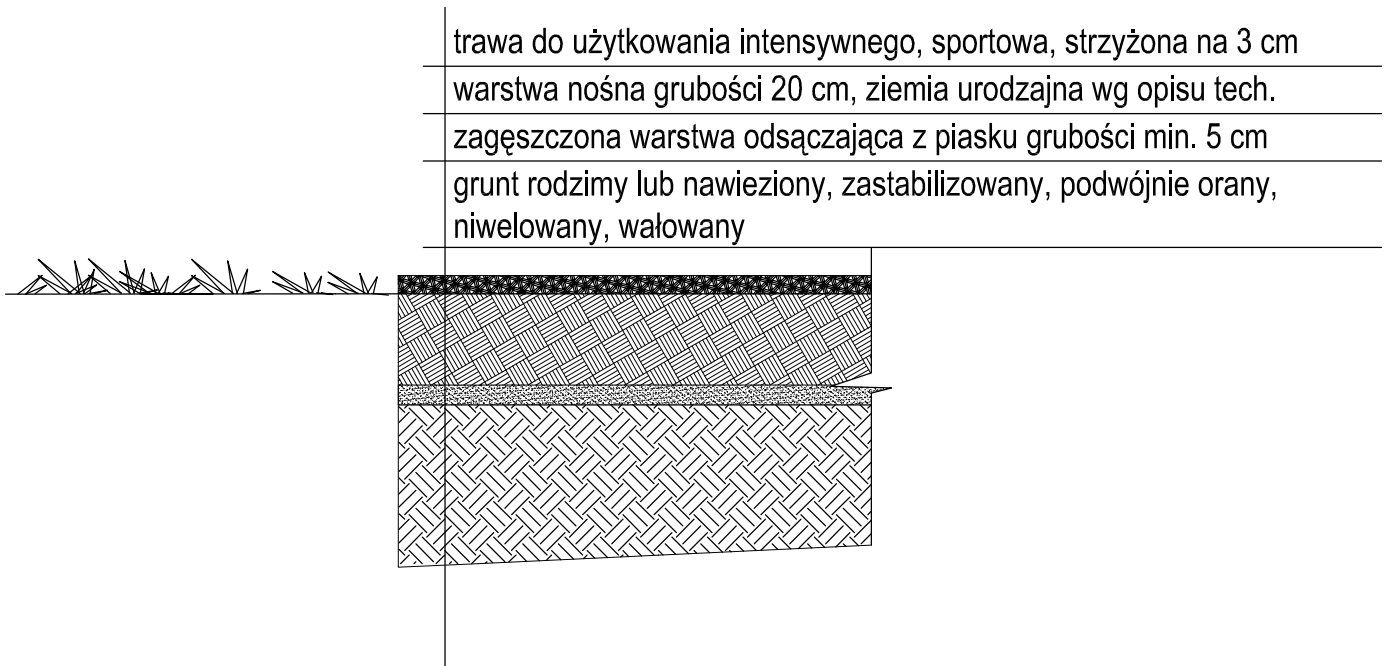 trawa do użytkowania intensywnego, sportowa, strzyżona na 3 cm
warstwa nośna grubości 20 cm, ziemia urodzajna wg opisu tech.
zagęszczona warstwa odsączająca z piasku grubości min. 5 cm
grunt rodzimy lub nawieziony, zastabilizowany, podwójnie orany,
niwelowany, wałowany